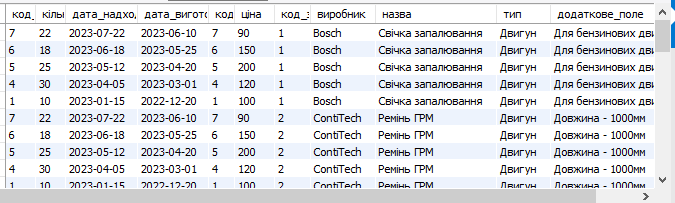 код_ кільк дата_надход дата_вигото код ціна код_ виробник назва тип додаткове_поле
7 22 2023-07-22 2023-06-10 7 90 1 Bosch Свічка запалювання Двигун Для бензинових дви
6 18 2023-06-18 2023-05-25 6 150 1 Bosch Свічка запалювання Двигун Для бензинових дви
5 25 2023-05-12 2023-04-20 5 200 1 Bosch Свічка запалювання Двигун Для бензинових дви
4 30 2023-04-05 2023-03-01 4 120 1 Bosch Свічка запалювання Двигун Для бензинових дви
1 10 2023-01-15 2022-12-20 1 100 1 Bosch Свічка запалювання Двигун Для бензинових дви
7 22 2023-07-22 2023-06-10 7 90 2 ContiTech Ремінь ГРМ Двигун Довжина - 1000мм
6 18 2023-06-18 2023-05-25 6 150 2 ContiTech Ремінь ГРМ Двигун Довжина - 1000мм
5 25 2023-05-12 2023-04-20 5 200 2 ContiTech Ремінь ГРМ Двигун Довжина - 1000мм
4 30 2023-04-05 2023-03-01 4 120 2 ContiTech Ремінь ГРМ Двигун Довжина - 1000мм
1 10 2023-01-15 2022-12-20 1 100 2 ContiTech Ремінь ГРМ Двигун Довжина - 1000мм